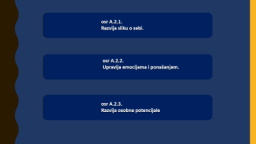 osr A.2.1.
Razvija sliku o sebi.
osr A.2.2.
Upravlja emocijama i ponašanjem.
osr A.2.3.
Razvija osobne potencijale